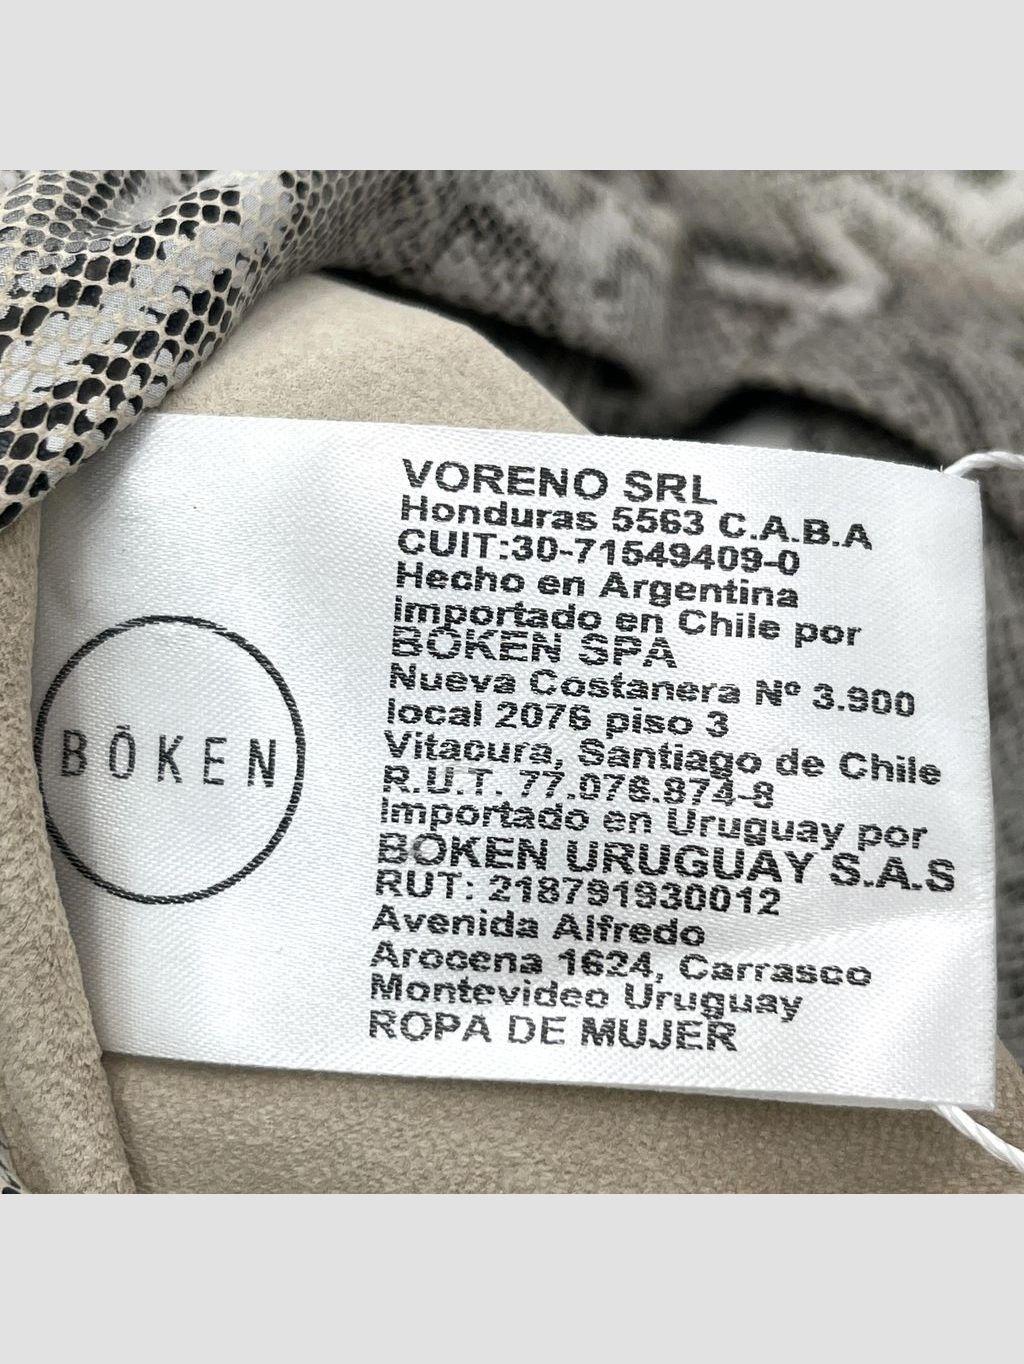 BŌKEN
VORENO SRL
Honduras 5563 C.A.B.A
CUIT:30-71549409-0
Hecho en Argentina
importado en Chile por
BŌKEN SPA
Nueva Costanera Nº 3.900
local 2076 piso 3
Vitacura, Santiago de Chile
R.U.T. 77.076.874-8
Importado en Uruguay por
BOKEN URUGUAY S.A.S
RUT: 218791930012
Avenida Alfredo
Arocena 1624, Carrasco
Montevideo Uruguay
ROPA DE MUJER